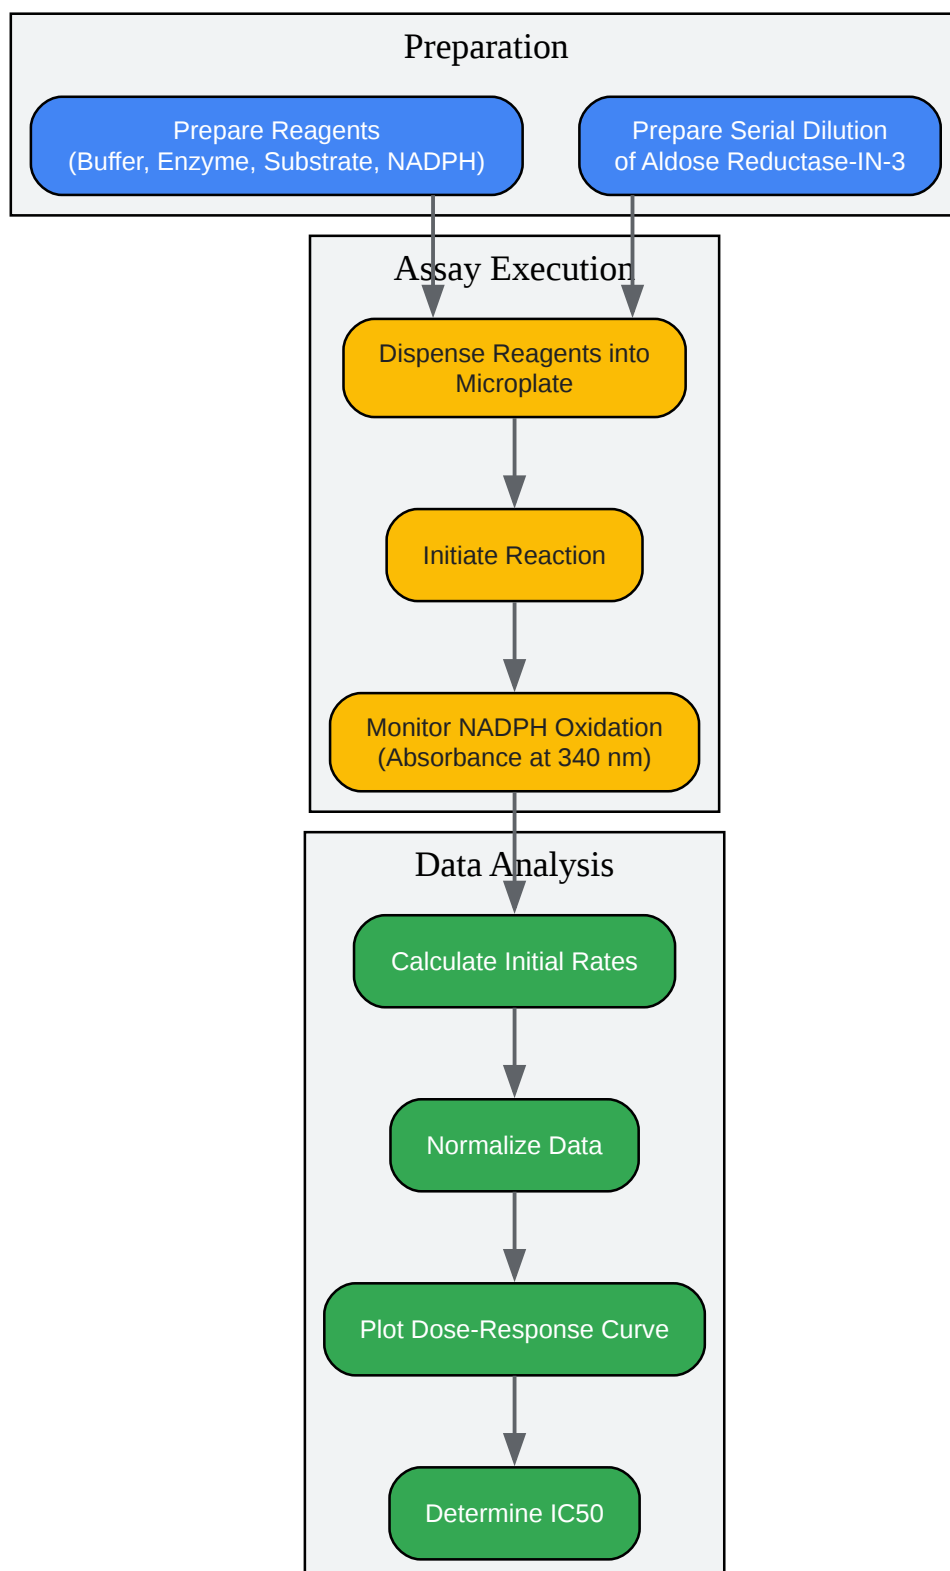 Preparation
Prepare Reagents
(Buffer, Enzyme, Substrate, NADPH)
Prepare Serial Dilution
of Aldose Reductase-IN-3
Assay Execution
Dispense Reagents into
Microplate
Initiate Reaction
Monitor NADPH Oxidation
(Absorbance at 340 nm)
Data Analysis
Calculate Initial Rates
Normalize Data
Plot Dose-Response Curve
Determine IC50